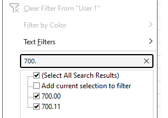 Clear Filter From "User 1"
Filter by Color
Text Filters
700.
(Select All Search Results)
Add current selection to filter
700.00
700.11